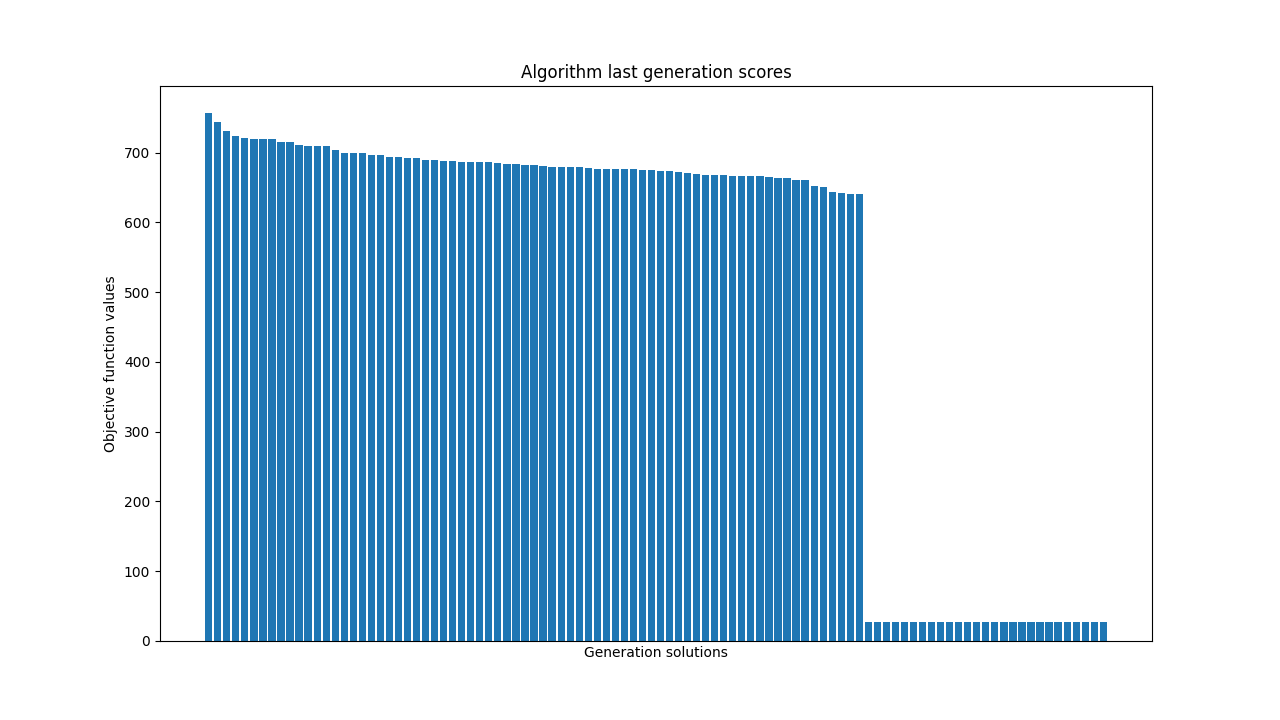 Algorithm last generation scores
700
600
500
400
300
200
100
0
Objective function values
Generation solutions